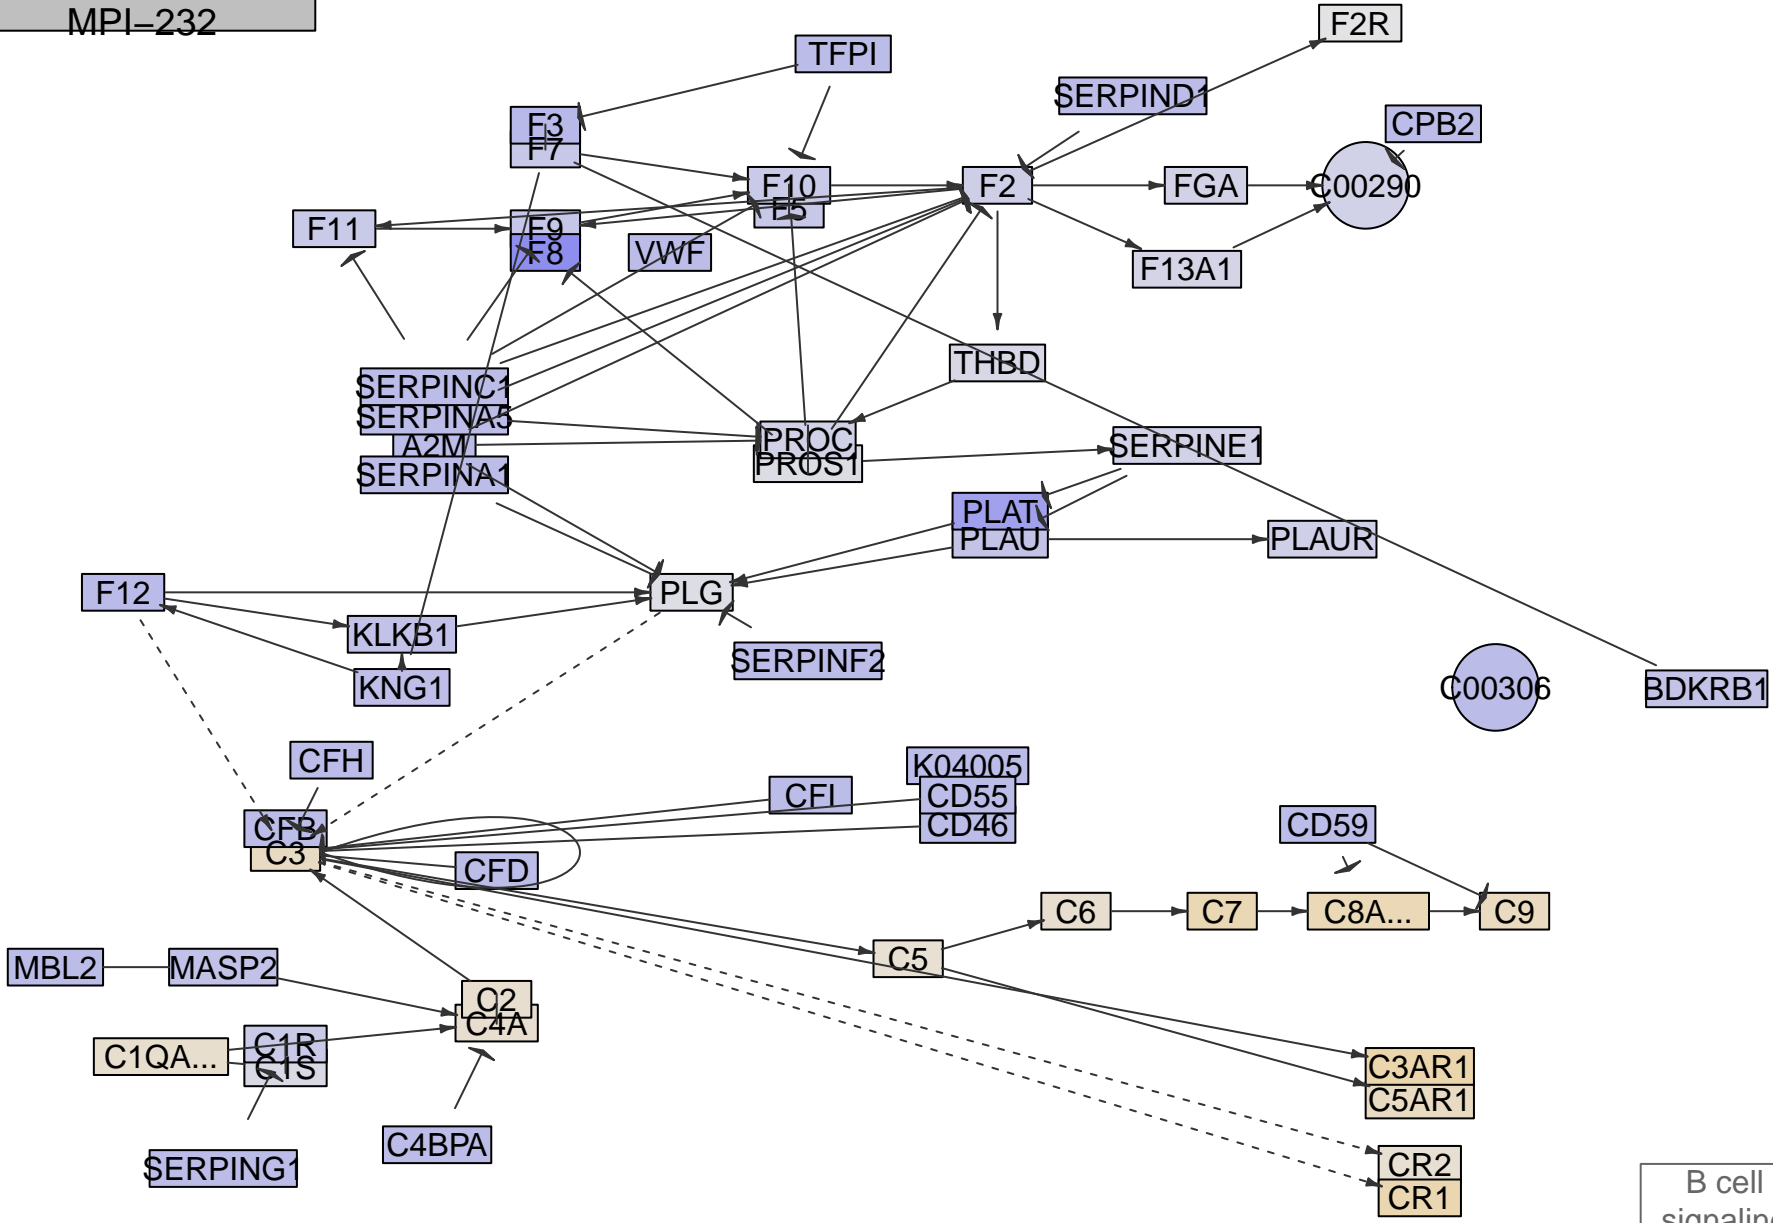 MPI–232
F2R
TFPI
SERPIND1
CPB2
F3
F7
F10
F5
F2
FGA
C00290
F11
F9
F8
VWF
F13A1
THBD
SERPINC1
SERPINA5
A2M
SERPINA1
PROC
PROS1
SERPINE1
PLAT
PLAU
PLAUR
F12
PLG
KLKB1
KNG1
SERPINF2
C00306
BDKRB1
CFH
CFB
C3
CFI
K04005
CD55
CD46
CFD
CD59
C6
C7
C8A...
C9
C5
MBL2
MASP2
C2
C4A
C1QA...
C1R
C1S
C3AR1
C5AR1
C4BPA
SERPING1
CR2
CR1
B cell
signaling